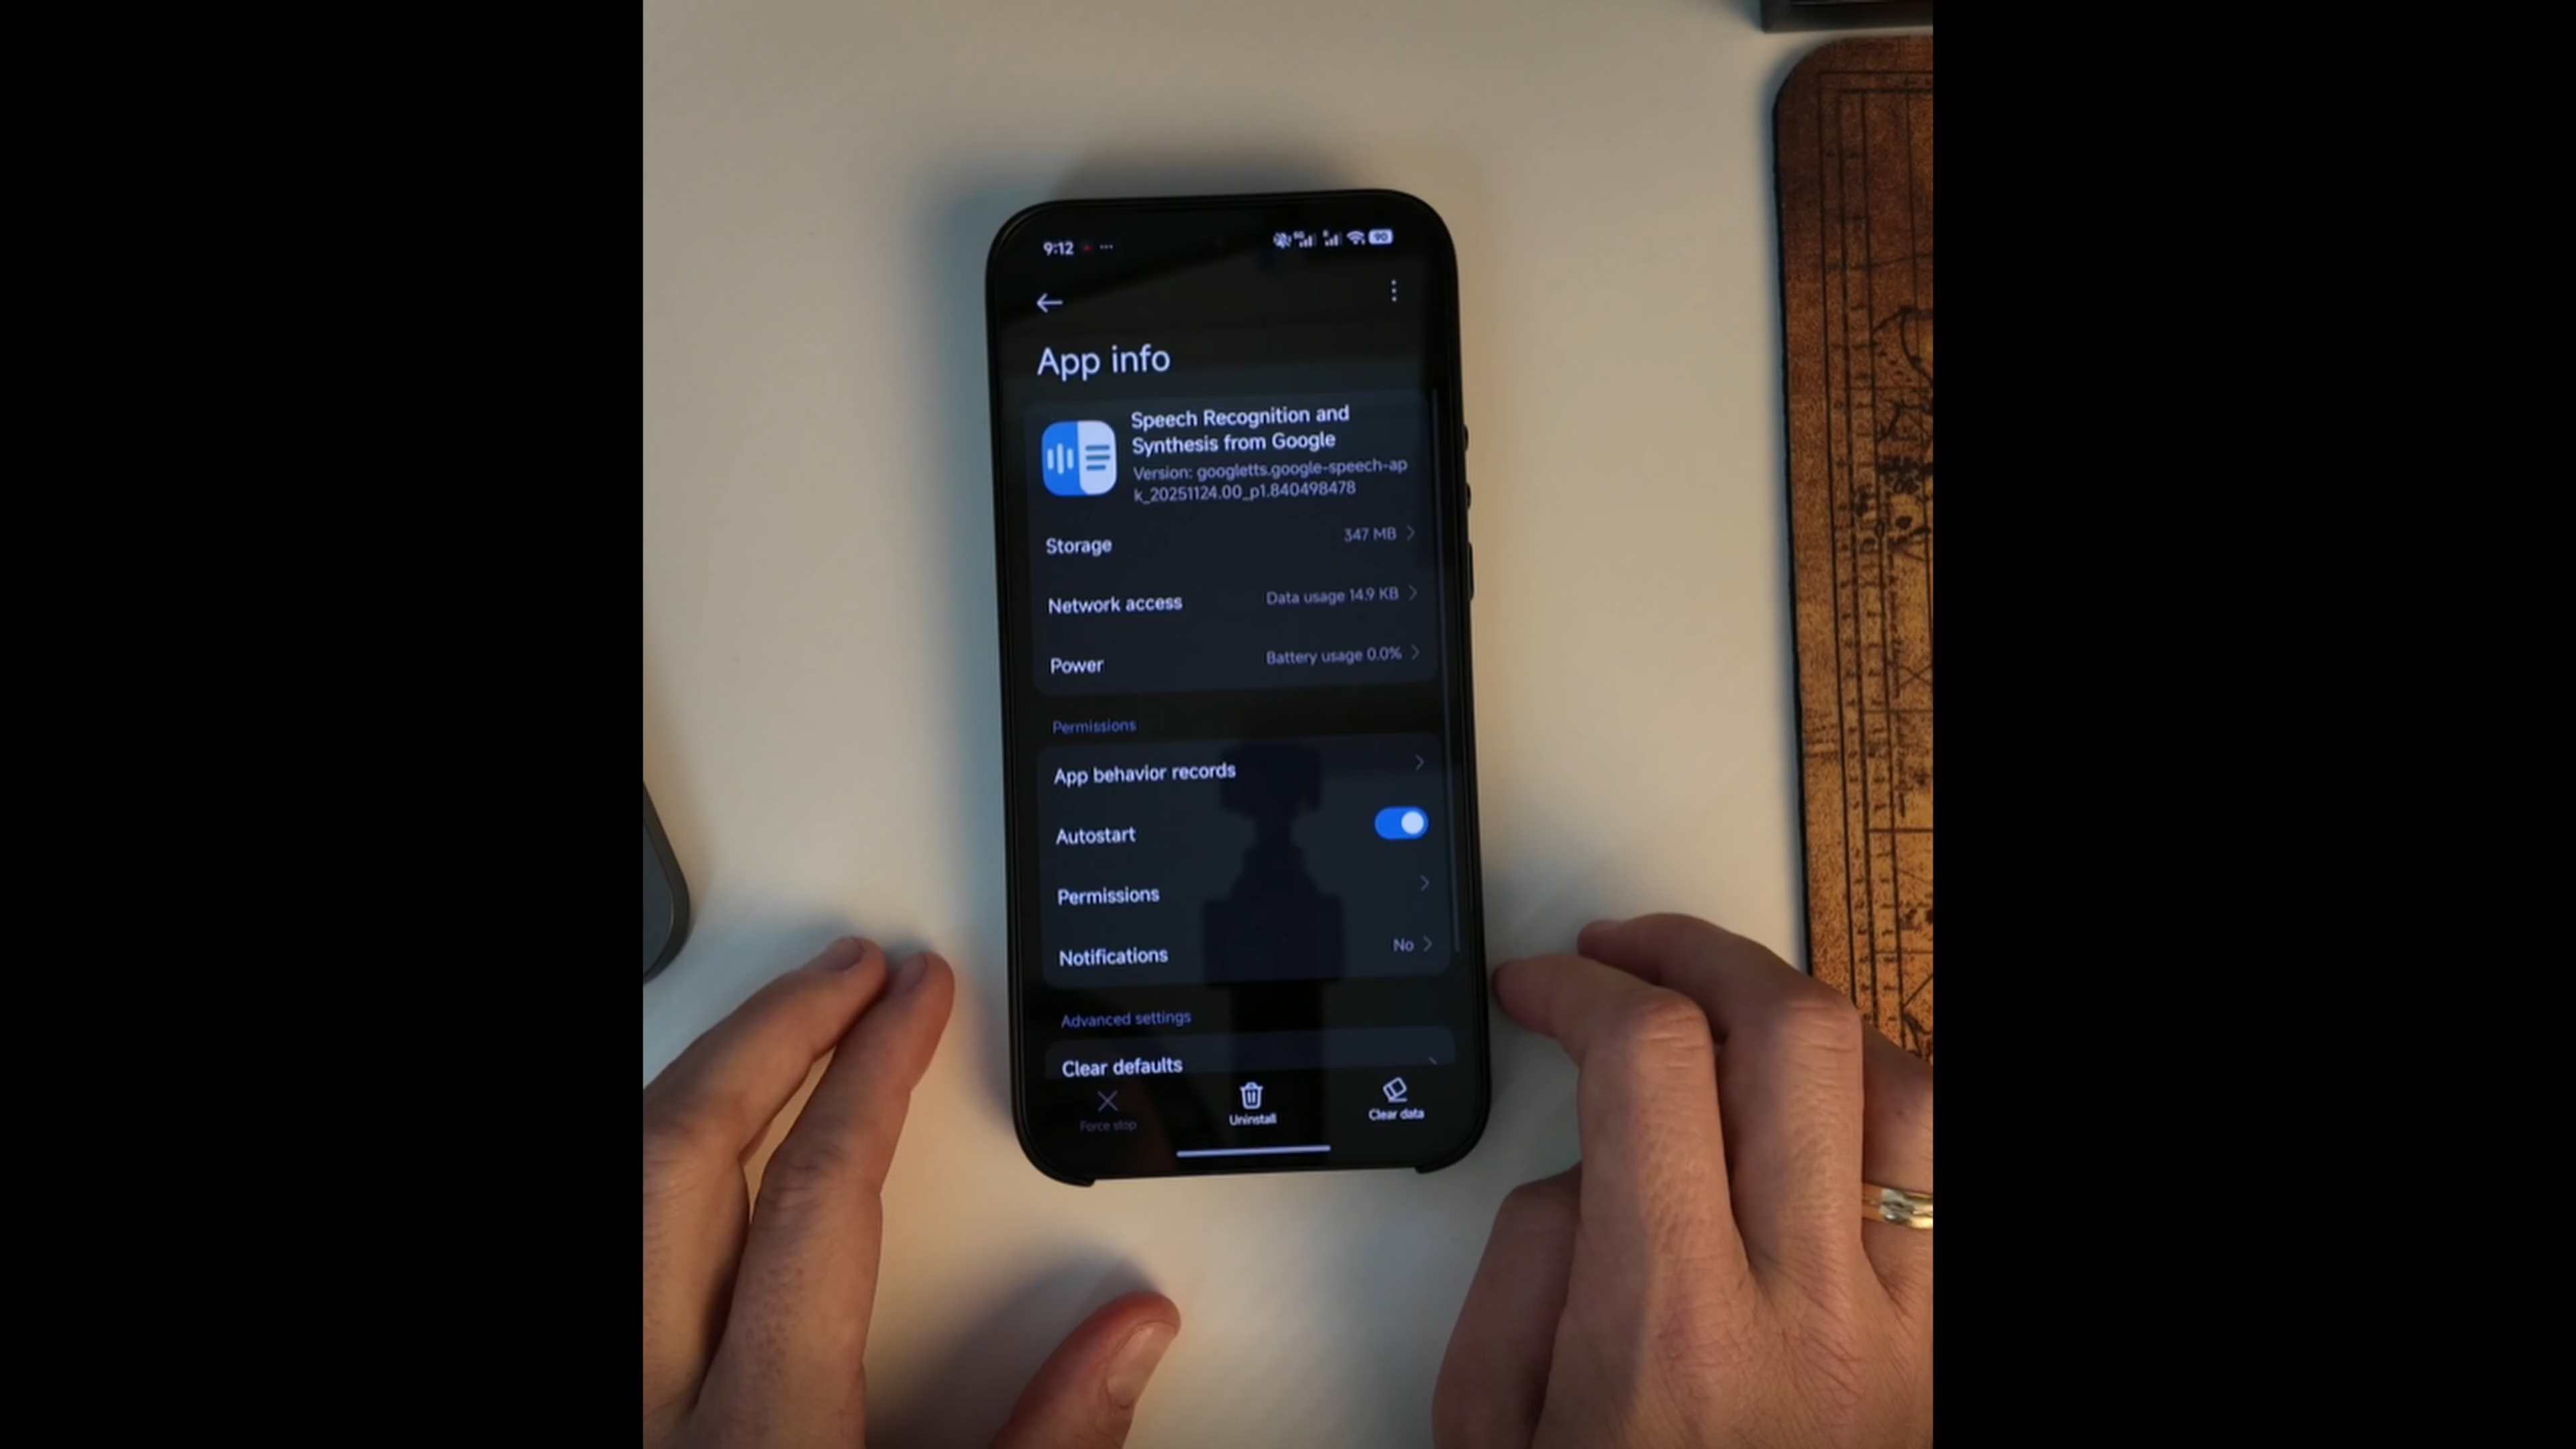 9:12
90
App info
Speech Recognition and
Synthesis from Google
Version: googletts.google-speech-ap
k_20251124.00_p1.840498478
Storage
347 MB
Network access
Data usage 14.9 KB
Power
Battery usage 0.0%
Permissions
App behavior records
Autostart
Permissions
Notifications
No
Advanced settings
Clear defaults
Force stop
Uninstall
Clear data